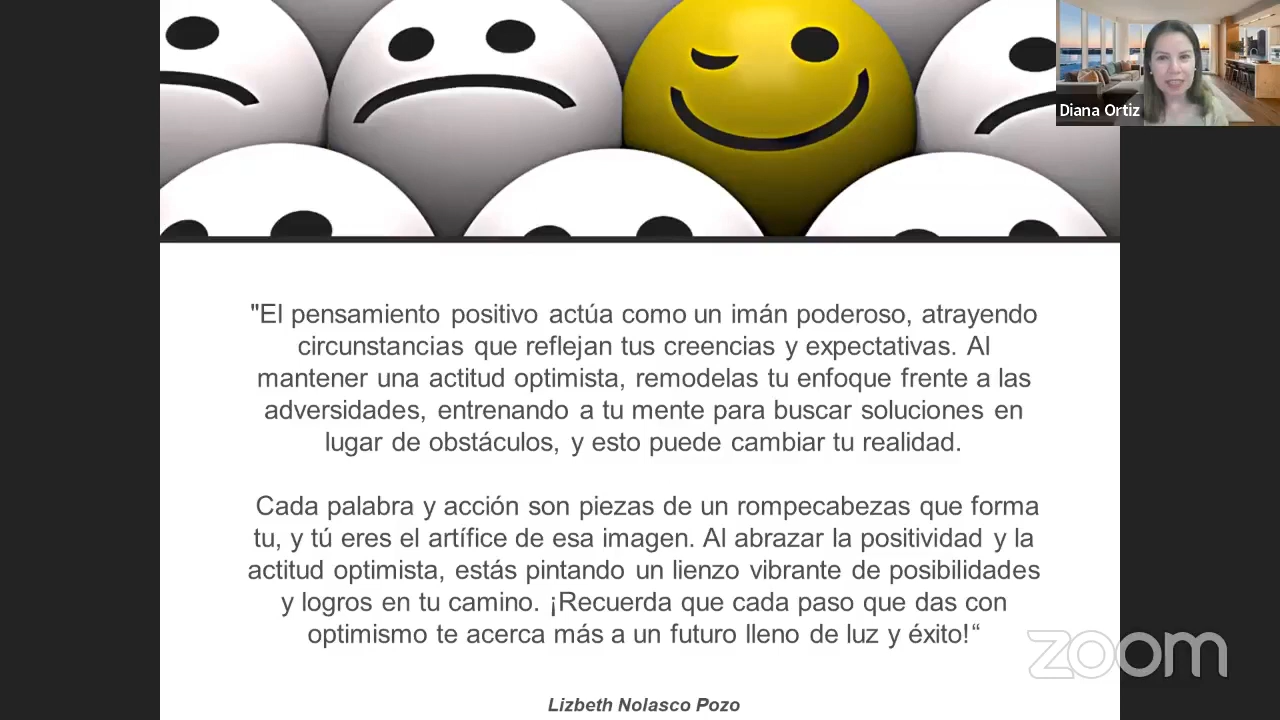 Diana Ortiz
"El pensamiento positivo actúa como un imán poderoso, atrayendo
circunstancias que reflejan tus creencias y expectativas. Al
mantener una actitud optimista, remodelas tu enfoque frente a las
adversidades, entrenando a tu mente para buscar soluciones en
lugar de obstáculos, y esto puede cambiar tu realidad.
Cada palabra y acción son piezas de un rompecabezas que forma
tu, y tú eres el artífice de esa imagen. Al abrazar la positividad y la
actitud optimista, estás pintando un lienzo vibrante de posibilidades
y logros en tu camino. ¡Recuerda que cada paso que das con
optimismo te acerca más a un futuro lleno de luz y éxito!“
zoom
Lizbeth Nolasco Pozo